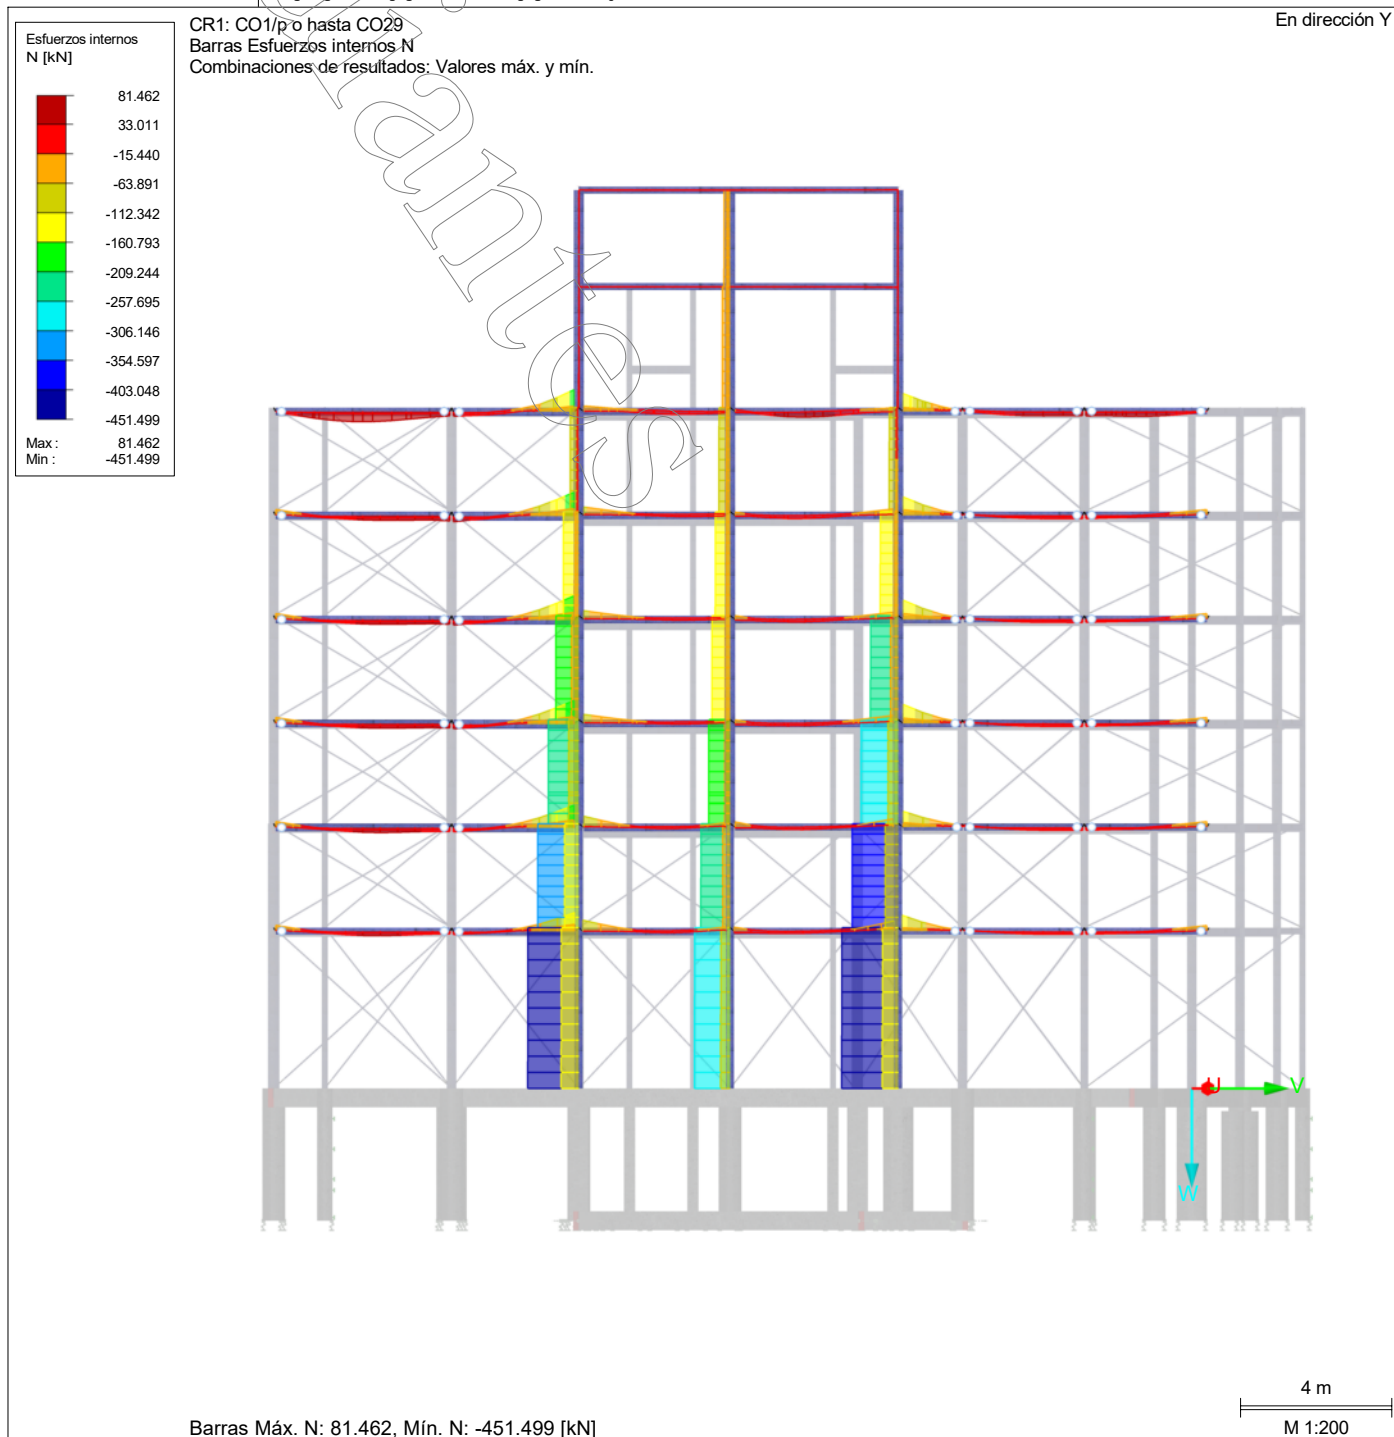 CR1: CO1/p o hasta CO29
En dirección Y
Barras Esfuerzos internos N
Combinaciones de resultados: Valores máx. y mín.
Esfuerzos internos
N [kN]
81.462
33.011
-15.440
-63.891
-112.342
-160.793
-209.244
-257.695
-306.146
-354.597
-403.048
-451.499
Max : 81.462
Min : -451.499
antes
U
V
W
4 m
M 1:200
Barras Máx. N: 81.462, Mín. N: -451.499 [kN]